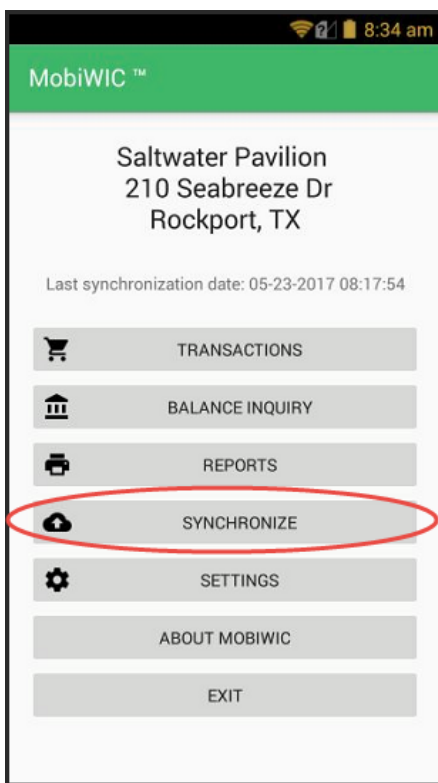 8:34 am
MobiWIC ™
Saltwater Pavilion
210 Seabreeze Dr
Rockport, TX
Last synchronization date: 05-23-2017 08:17:54
TRANSACTIONS
BALANCE INQUIRY
REPORTS
SYNCHRONIZE
SETTINGS
ABOUT MOBIWIC
EXIT